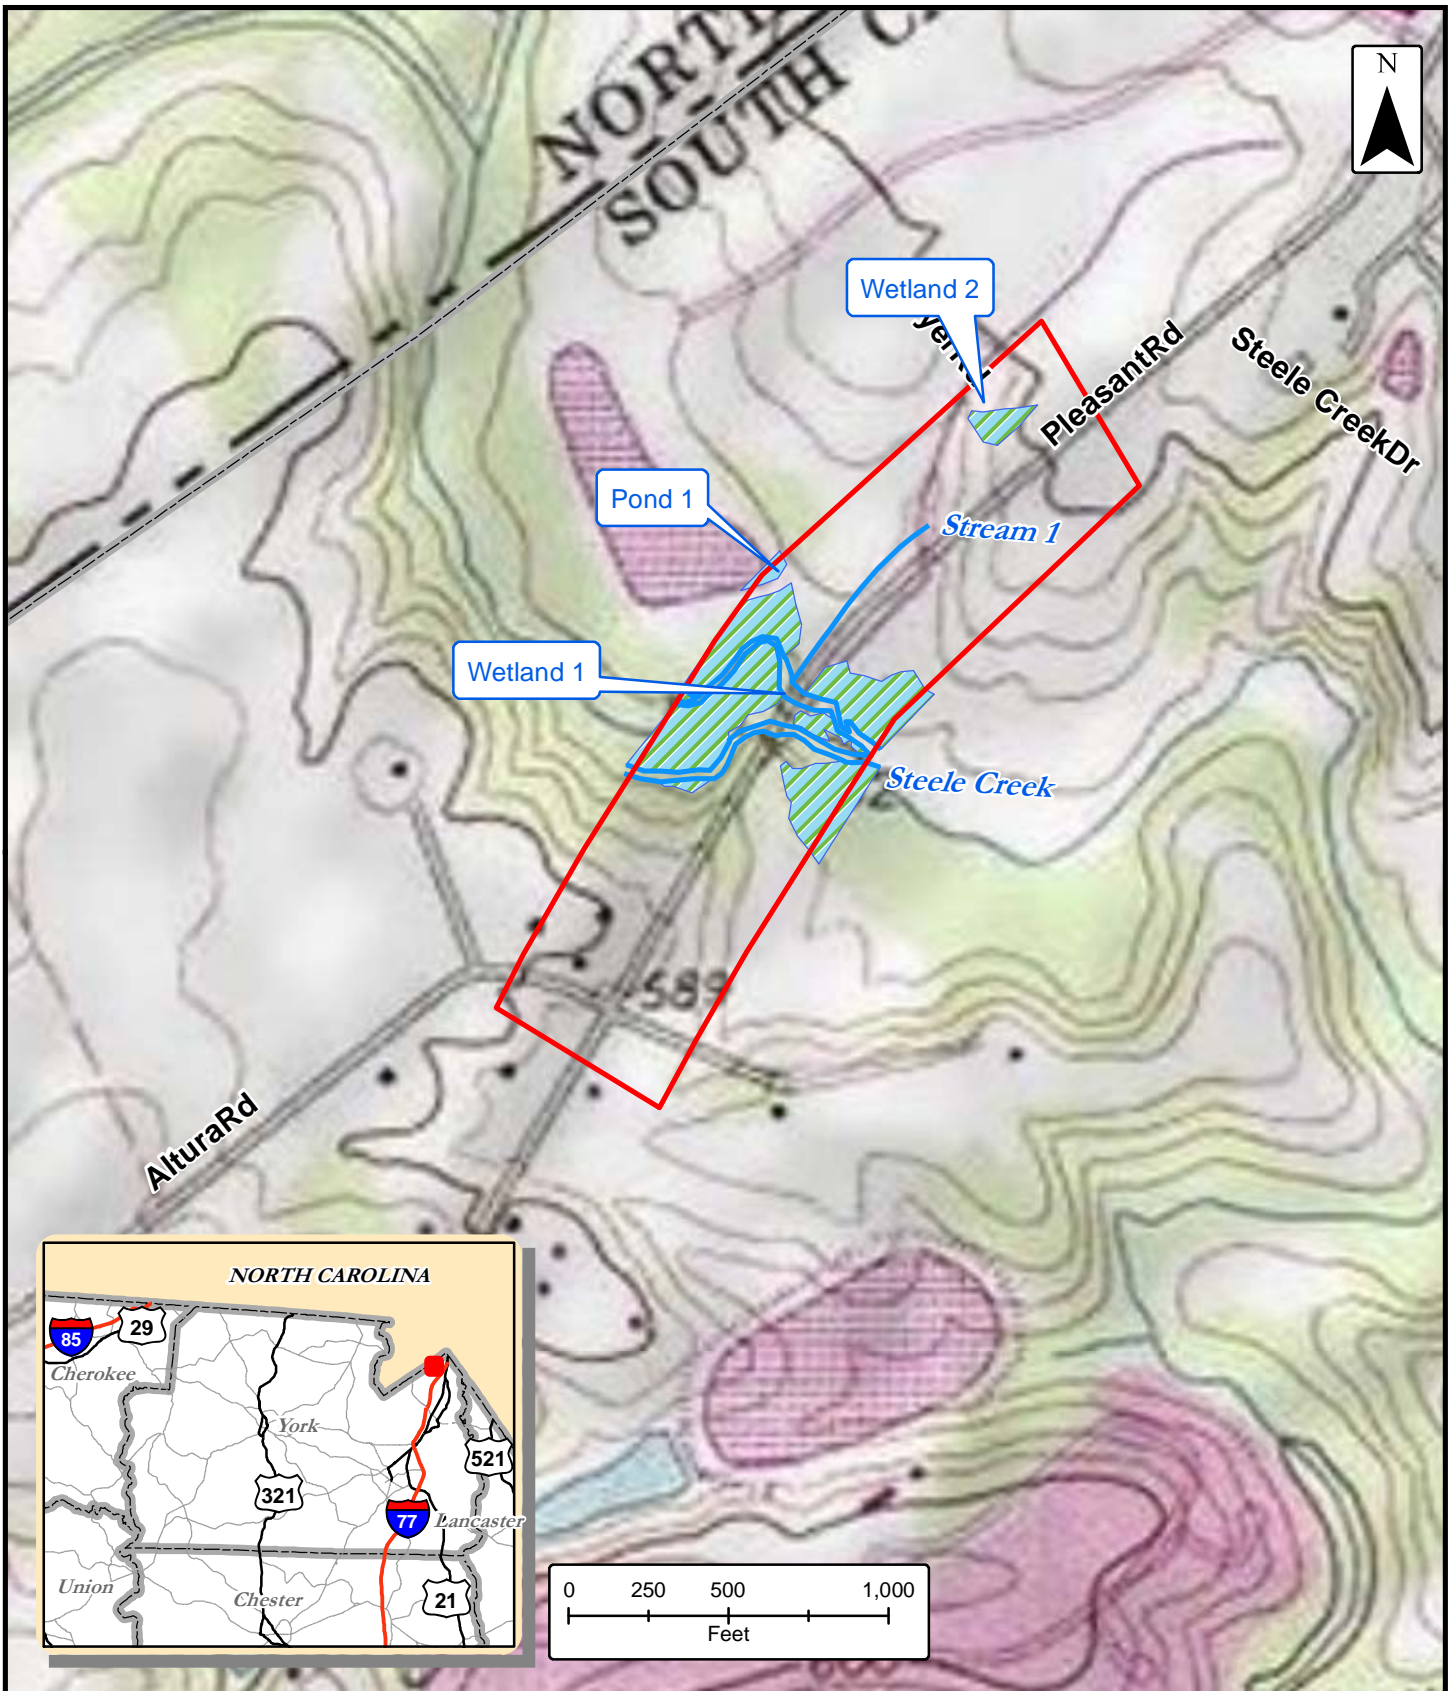 NORTH
SOUTH CA
N
Wetland 2
PleasantRd
Steele CreekDr
Pond 1
Stream 1
Wetland 1
Steele Creek
589
AlturaRd
NORTH CAROLINA
85
29
Cherokee
York
521
321
77
Lancaster
Union
Chester
21
0 250 500 1,000
Feet